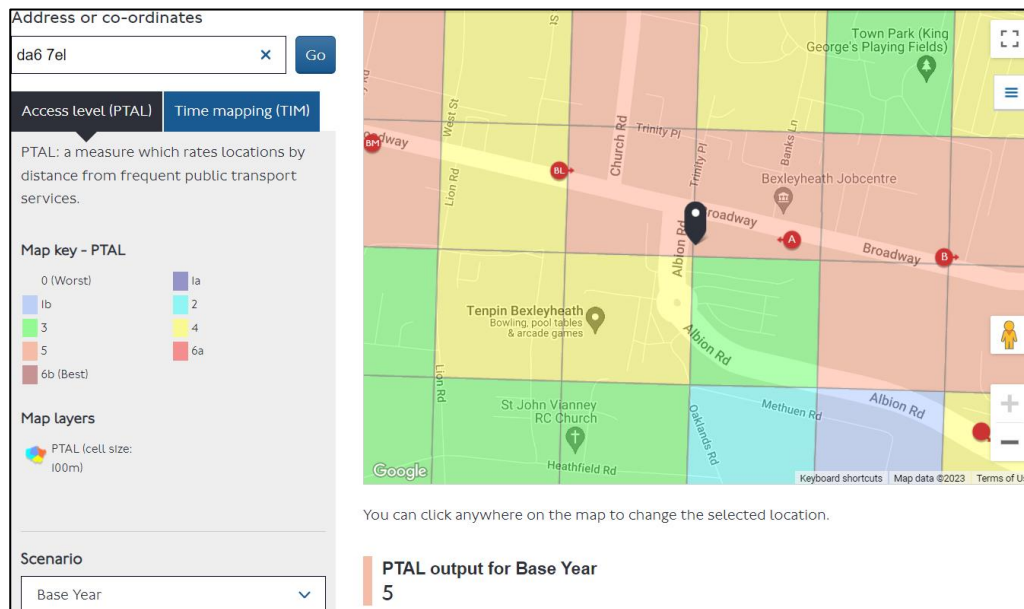 Address or co-ordinates
da6 7el
×
Go
Access level (PTAL)
Time mapping (TIM)
PTAL: a measure which rates locations by
distance from frequent public transport
services.
Map key - PTAL
0 (Worst)
1a
1b
2
3
4
5
6a
6b (Best)
Map layers
PTAL (cell size:
100m)
Scenario
Base Year
Town Park (King
George's Playing Fields)
West St
Church Rd
Trinity Pl
Trinity Pl
Banks Ln
BM
BL
Lion Rd
Bexleyheath Jobcentre
Broadway
A
Broadway
B
Albion Rd
Tenpin Bexleyheath
Bowling, pool tables
& arcade games
Albion Rd
Lion Rd
St John Vianney
RC Church
Oaklands Rd
Methuen Rd
Albion Rd
Heathfield Rd
Google
Keyboard shortcuts
Map data ©2023
Terms of Us
You can click anywhere on the map to change the selected location.
PTAL output for Base Year
5